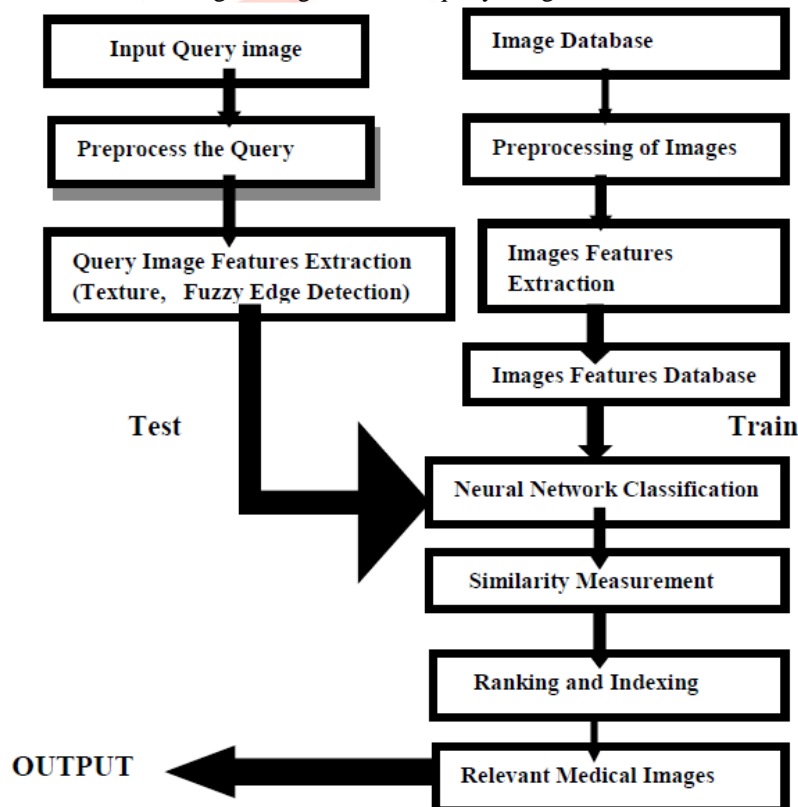 Input Query image
Preprocess the Query
Query Image Features Extraction
(Texture, Fuzzy Edge Detection)
Test
Image Database
Preprocessing of Images
Images Features
Extraction
Images Features Database
Train
Neural Network Classification
Similarity Measurement
Ranking and Indexing
Relevant Medical Images
OUTPUT